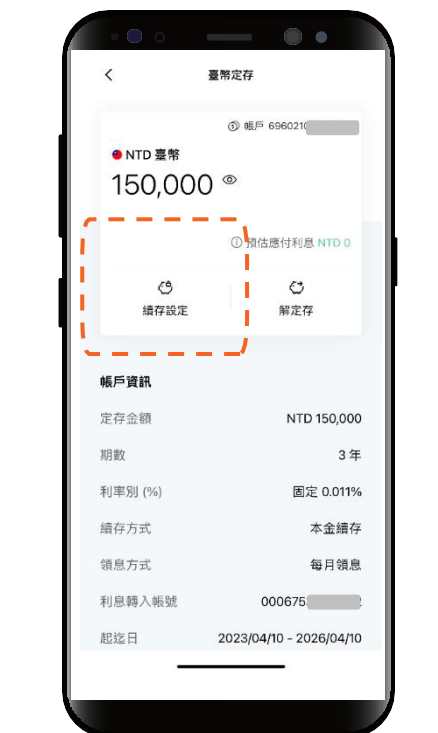 臺幣定存
帳戶 6960210
NTD 臺幣
150,000
預估應付利息 NTD 0
續存設定 解定存
帳戶資訊
定存金額 NTD 150,000
期數 3 年
利率別 (%) 固定 0.011%
續存方式 本金續存
領息方式 每月領息
利息轉入帳號 000675
起迄日 2023/04/10 - 2026/04/10